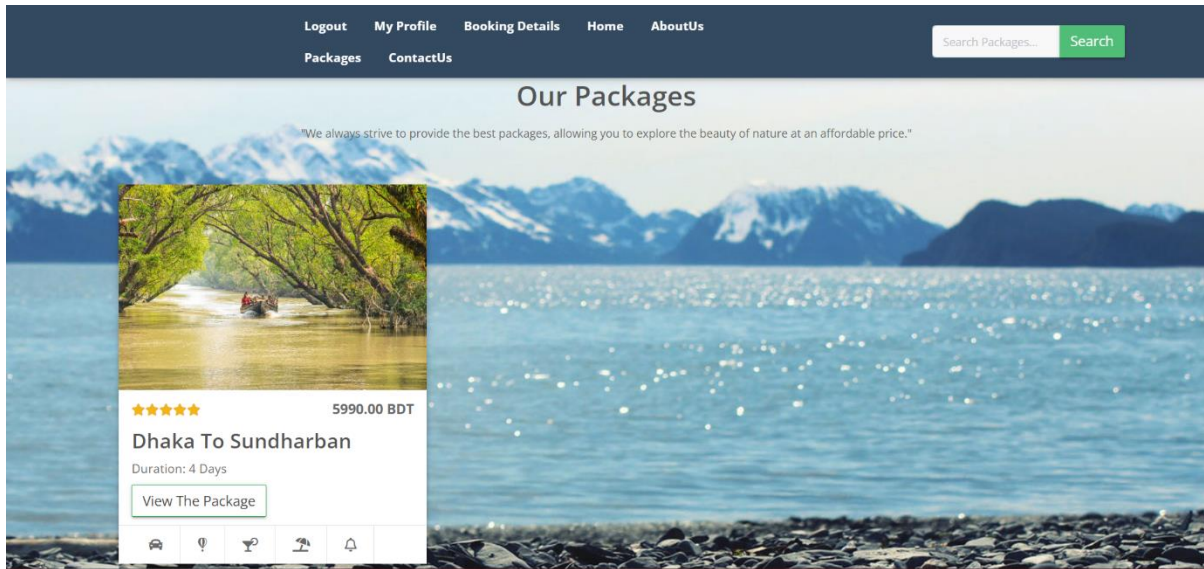 Logout My Profile Booking Details Home AboutUs
Packages ContactUs
Search Packages... Search
Our Packages
"We always strive to provide the best packages, allowing you to explore the beauty of nature at an affordable price."
5990.00 BDT
Dhaka To Sundharban
Duration: 4 Days
View The Package